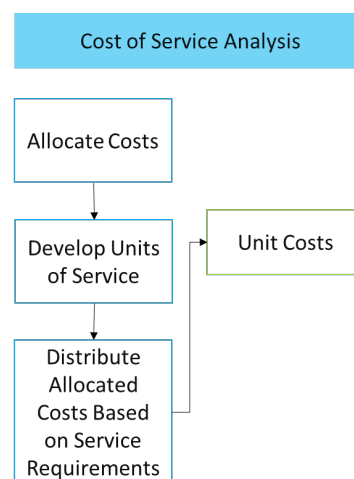 Cost of Service Analysis
Allocate Costs
Develop Units
of Service
Unit Costs
Distribute
Allocated
Costs Based
on Service
Requirements